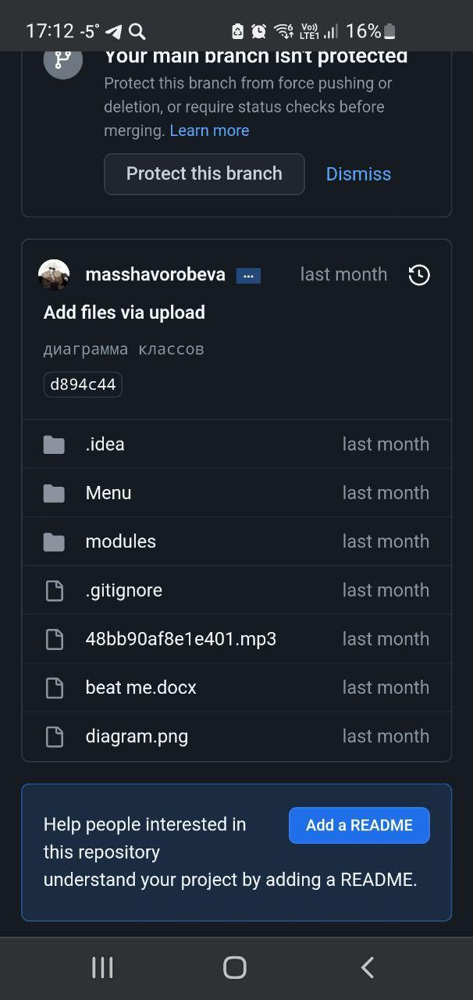 17:12 -5° Vo)) LTE1 16%
Your main branch isn't protected
Protect this branch from force pushing or
deletion, or require status checks before
merging. Learn more
Protect this branch Dismiss
masshavorobeva ... last month
Add files via upload
диаграмма классов
d894c44
.idea last month
Menu last month
modules last month
.gitignore last month
48bb90af8e1e401.mp3 last month
beat me.docx last month
diagram.png last month
Help people interested in
this repository
understand your project by adding a README.
Add a README